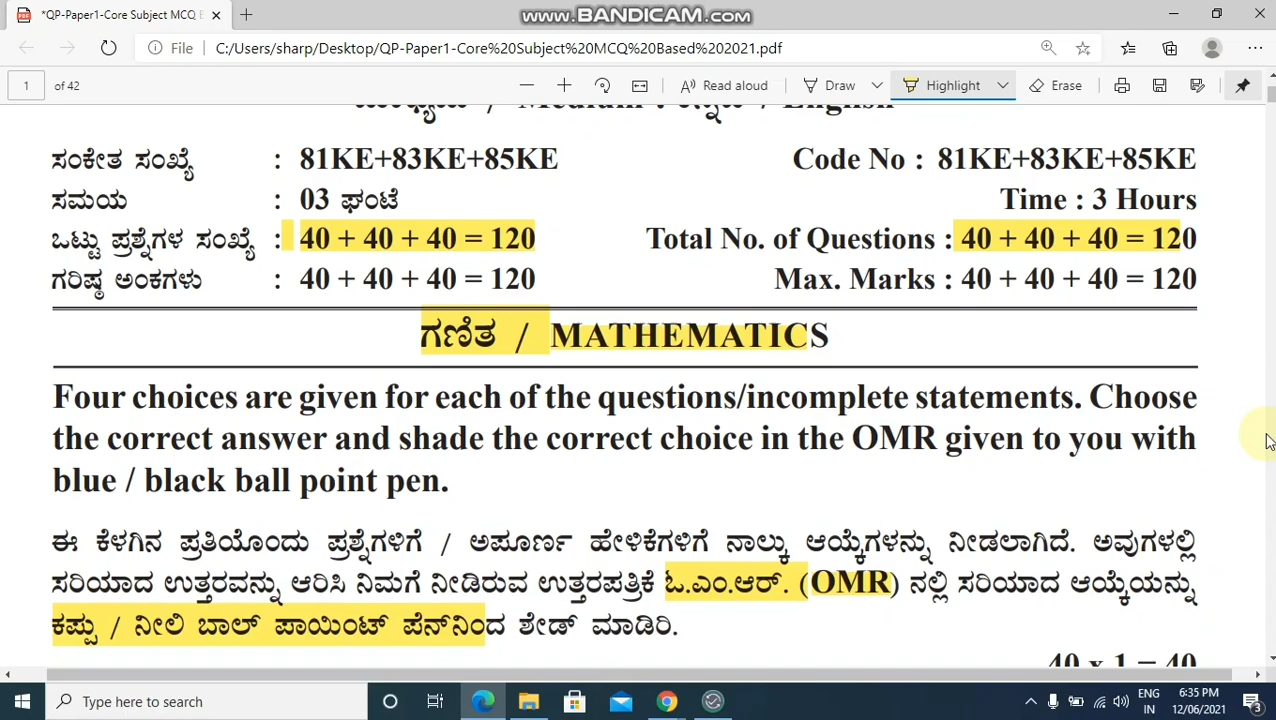 *QP-Paper1-Core Subject MCQ B
www.BANDICAM.com
File C:/Users/sharp/Desktop/QP-Paper1-Core%20Subject%20MCQ%20Based%202021.pdf
1 of 42 Read aloud Draw Highlight Erase
ಮಾಧ್ಯಮ / Medium : ಕನ್ನಡ / English
ಸಂಕೇತ ಸಂಖ್ಯೆ : 81KE+83KE+85KE Code No : 81KE+83KE+85KE
ಸಮಯ : 03 ಘಂಟೆ Time : 3 Hours
ಒಟ್ಟು ಪ್ರಶ್ನೆಗಳ ಸಂಖ್ಯೆ : 40 + 40 + 40 = 120 Total No. of Questions : 40 + 40 + 40 = 120
ಗರಿಷ್ಠ ಅಂಕಗಳು : 40 + 40 + 40 = 120 Max. Marks : 40 + 40 + 40 = 120
ಗಣಿತ / MATHEMATICS
Four choices are given for each of the questions/incomplete statements. Choose
the correct answer and shade the correct choice in the OMR given to you with
blue / black ball point pen.
ಈ ಕೆಳಗಿನ ಪ್ರತಿಯೊಂದು ಪ್ರಶ್ನೆಗಳಿಗೆ / ಅಪೂರ್ಣ ಹೇಳಿಕೆಗಳಿಗೆ ನಾಲ್ಕು ಆಯ್ಕೆಗಳನ್ನು ನೀಡಲಾಗಿದೆ. ಅವುಗಳಲ್ಲಿ
ಸರಿಯಾದ ಉತ್ತರವನ್ನು ಆರಿಸಿ ನಿಮಗೆ ನೀಡಿರುವ ಉತ್ತರಪತ್ರಿಕೆ ಓ.ಎಂ.ಆರ್. (OMR) ನಲ್ಲಿ ಸರಿಯಾದ ಆಯ್ಕೆಯನ್ನು
ಕಪ್ಪು / ನೀಲಿ ಬಾಲ್ ಪಾಯಿಂಟ್ ಪೆನ್‌ನಿಂದ ಶೇಡ್ ಮಾಡಿರಿ.
40 x 1 = 40
Type here to search ENG 6:35 PM
IN 12/06/2021 3